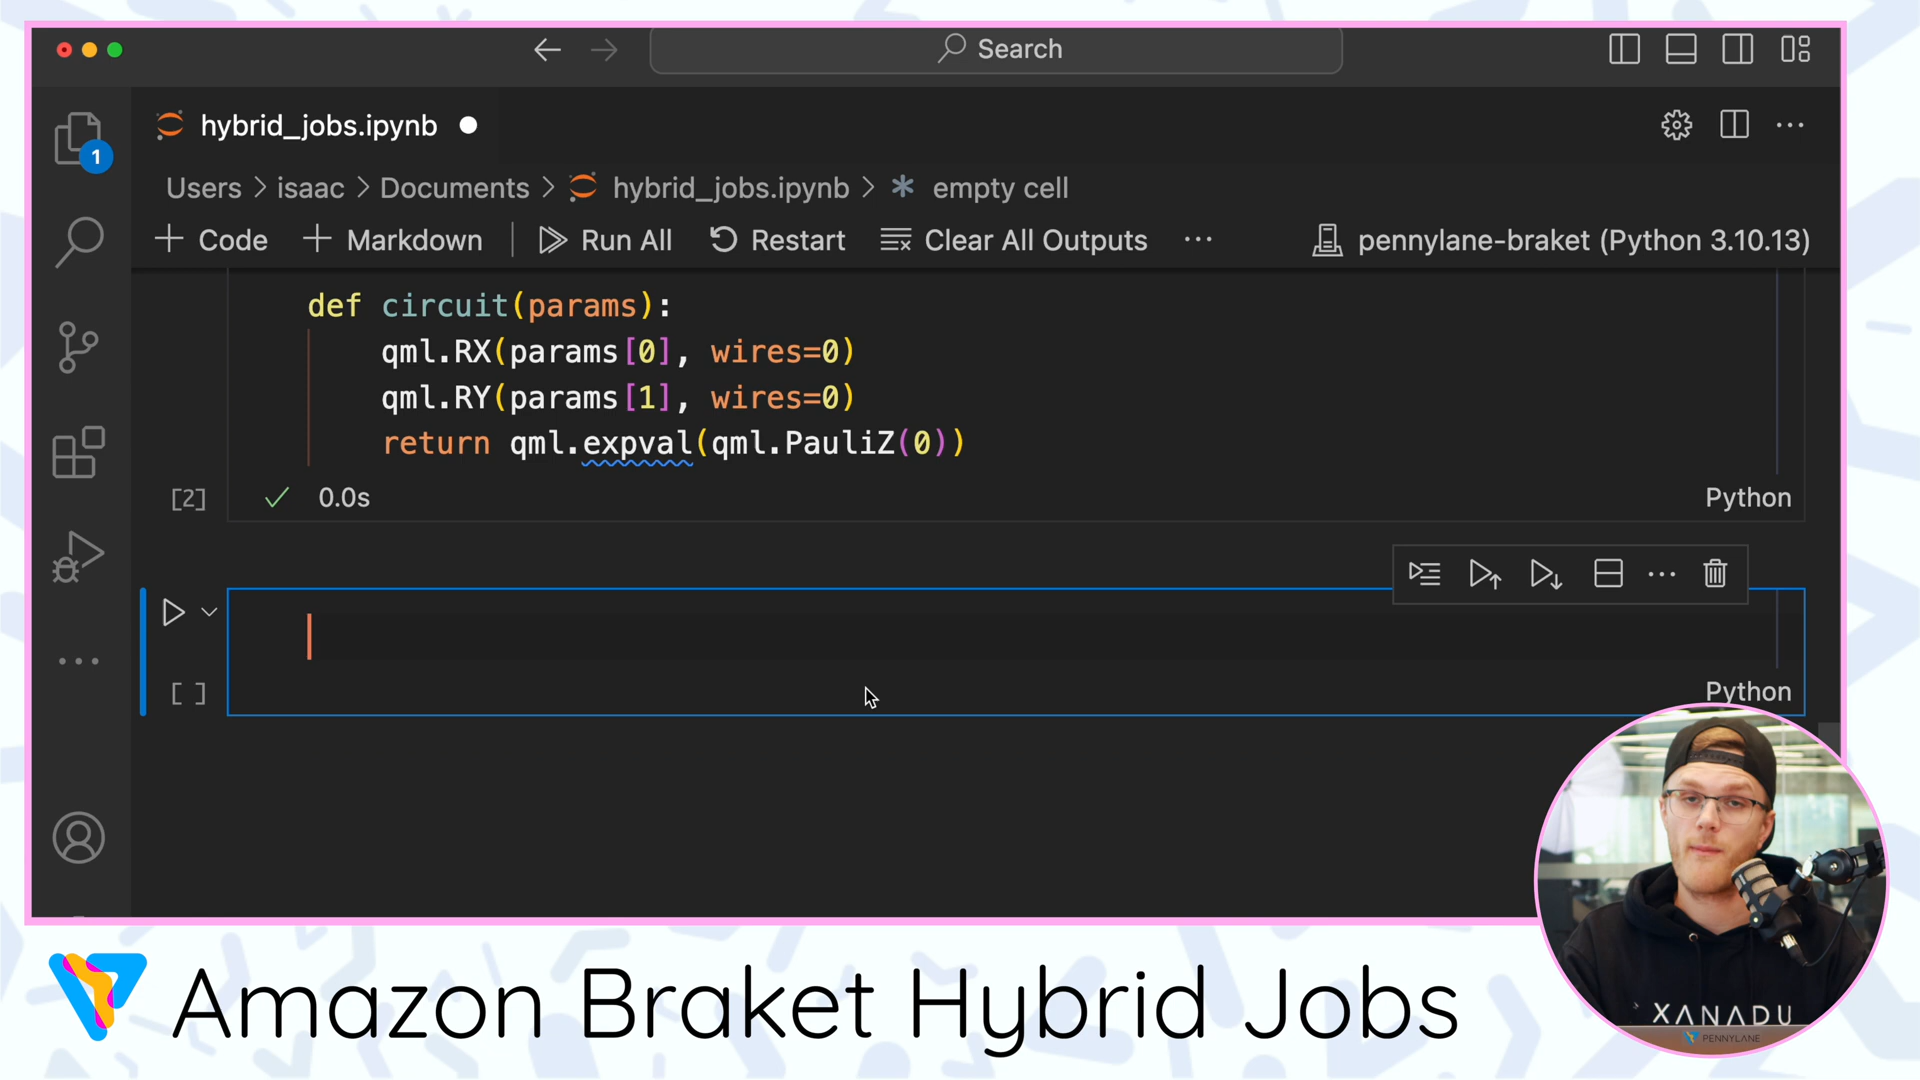 Search
hybrid_jobs.ipynb
1
Users > isaac > Documents > hybrid_jobs.ipynb > empty cell
Code Markdown Run All Restart Clear All Outputs ... pennylane-braket (Python 3.10.13)
def circuit(params):
qml.RX(params[0], wires=0)
qml.RY(params[1], wires=0)
return qml.expval(qml.PauliZ(0))
[2] 0.0s Python
[ ] Python
XANADU
PENNYLANE
Amazon Braket Hybrid Jobs